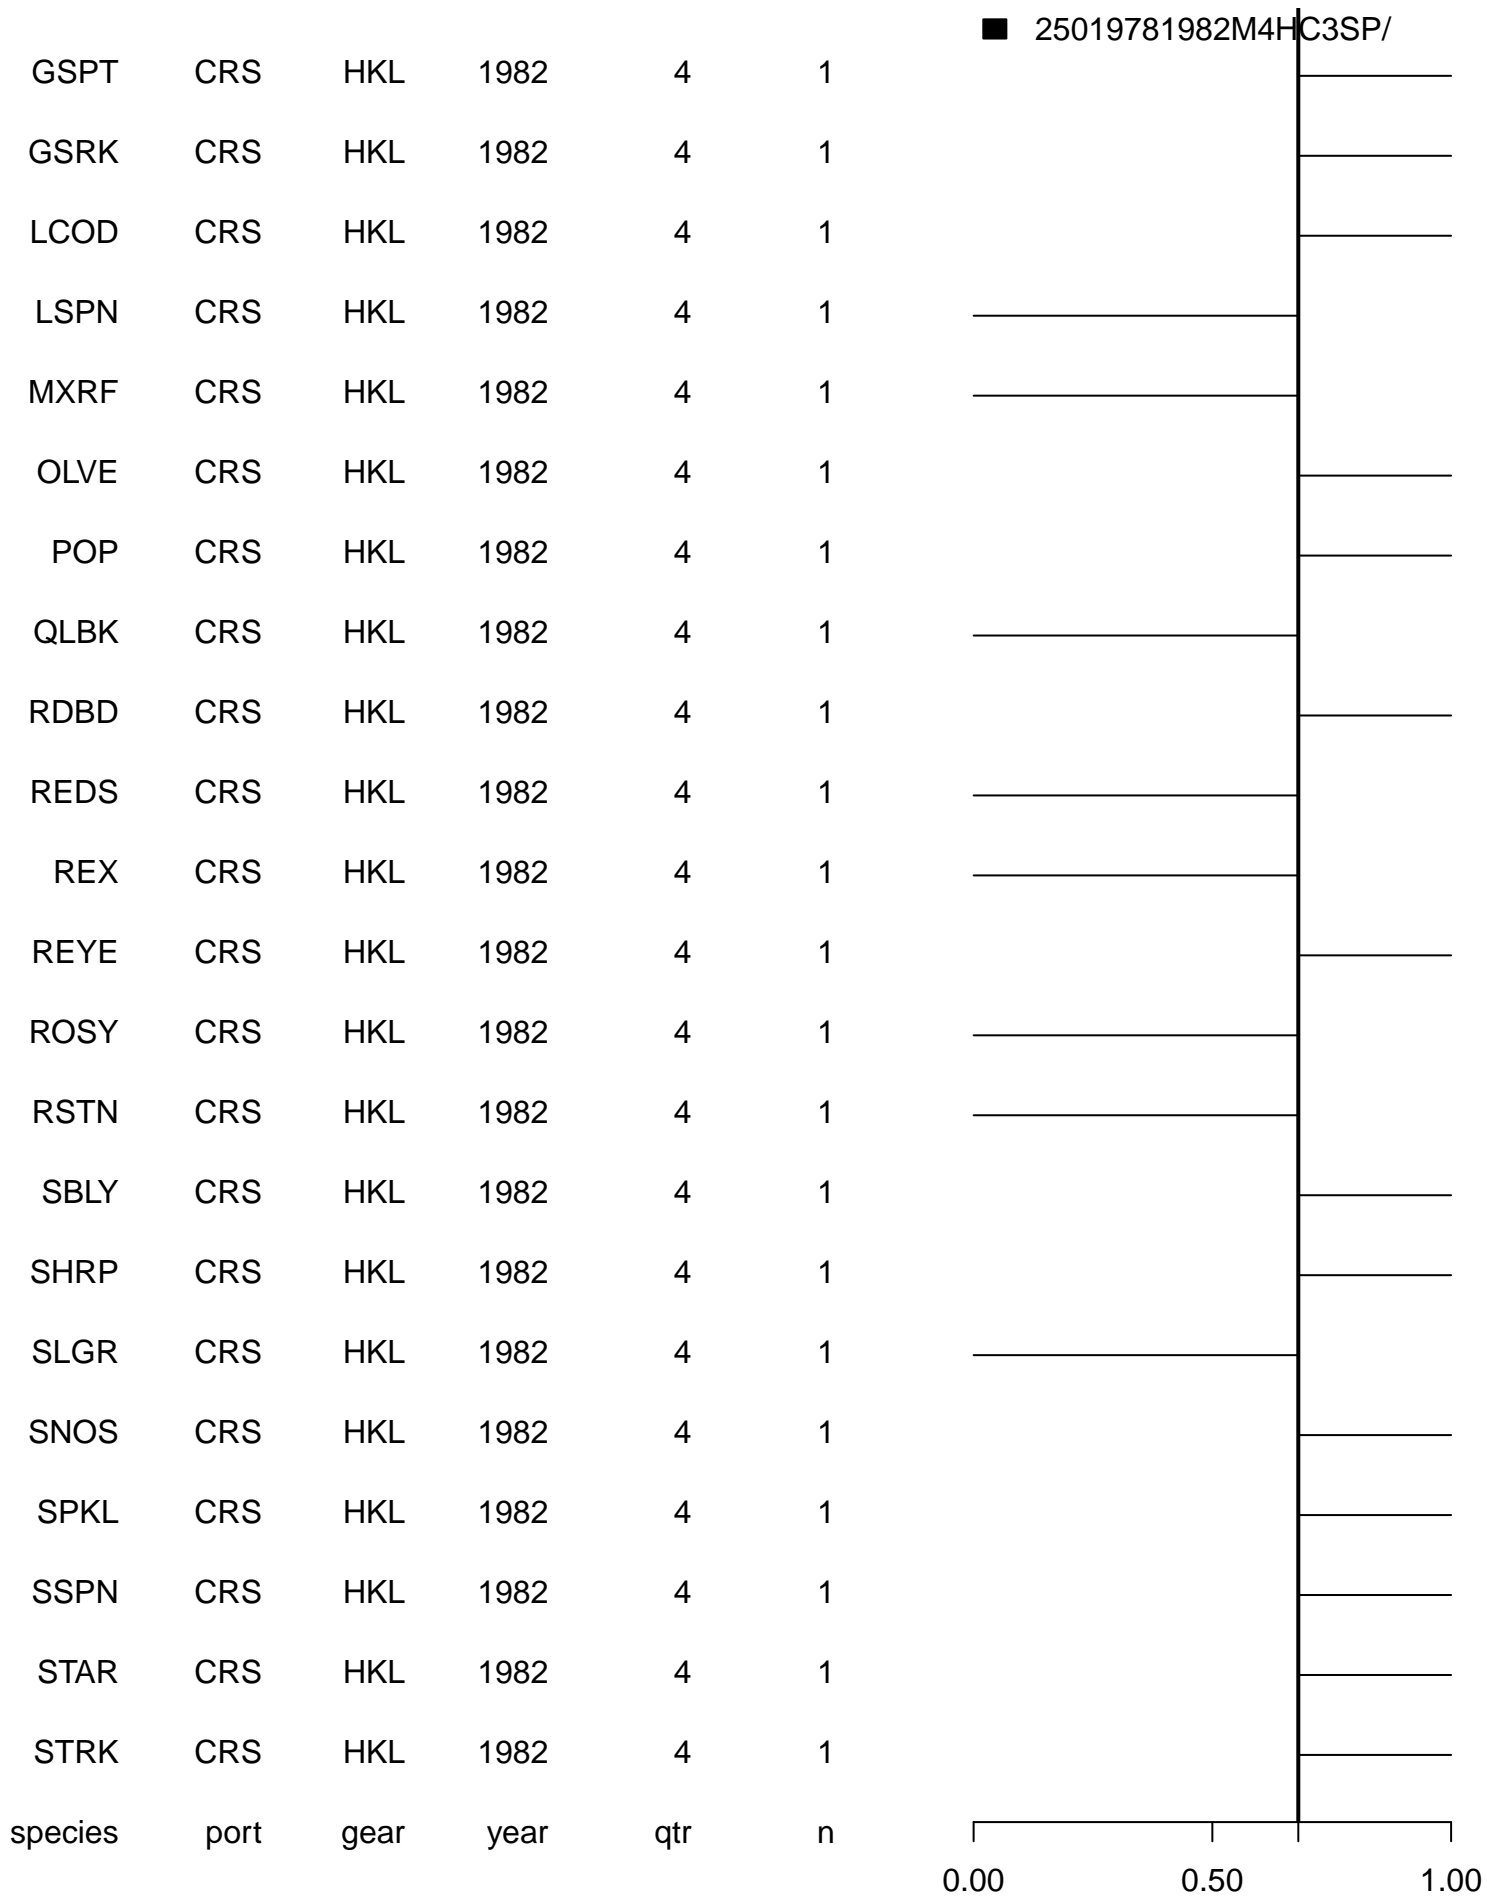 25019781982M4HC3SP/
GSPT CRS HKL 1982 4 1
GSRK CRS HKL 1982 4 1
LCOD CRS HKL 1982 4 1
LSPN CRS HKL 1982 4 1
MXRF CRS HKL 1982 4 1
OLVE CRS HKL 1982 4 1
POP CRS HKL 1982 4 1
QLBK CRS HKL 1982 4 1
RDBD CRS HKL 1982 4 1
REDS CRS HKL 1982 4 1
REX CRS HKL 1982 4 1
REYE CRS HKL 1982 4 1
ROSY CRS HKL 1982 4 1
RSTN CRS HKL 1982 4 1
SBLY CRS HKL 1982 4 1
SHRP CRS HKL 1982 4 1
SLGR CRS HKL 1982 4 1
SNOS CRS HKL 1982 4 1
SPKL CRS HKL 1982 4 1
SSPN CRS HKL 1982 4 1
STAR CRS HKL 1982 4 1
STRK CRS HKL 1982 4 1
species port gear year qtr n
0.00 0.50 1.00